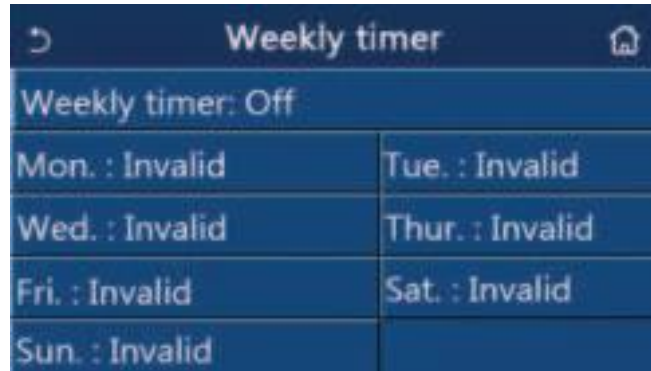 Weekly timer
Weekly timer: Off
Mon. : Invalid Tue. : Invalid
Wed. : Invalid Thur. : Invalid
Fri. : Invalid Sat. : Invalid
Sun. : Invalid